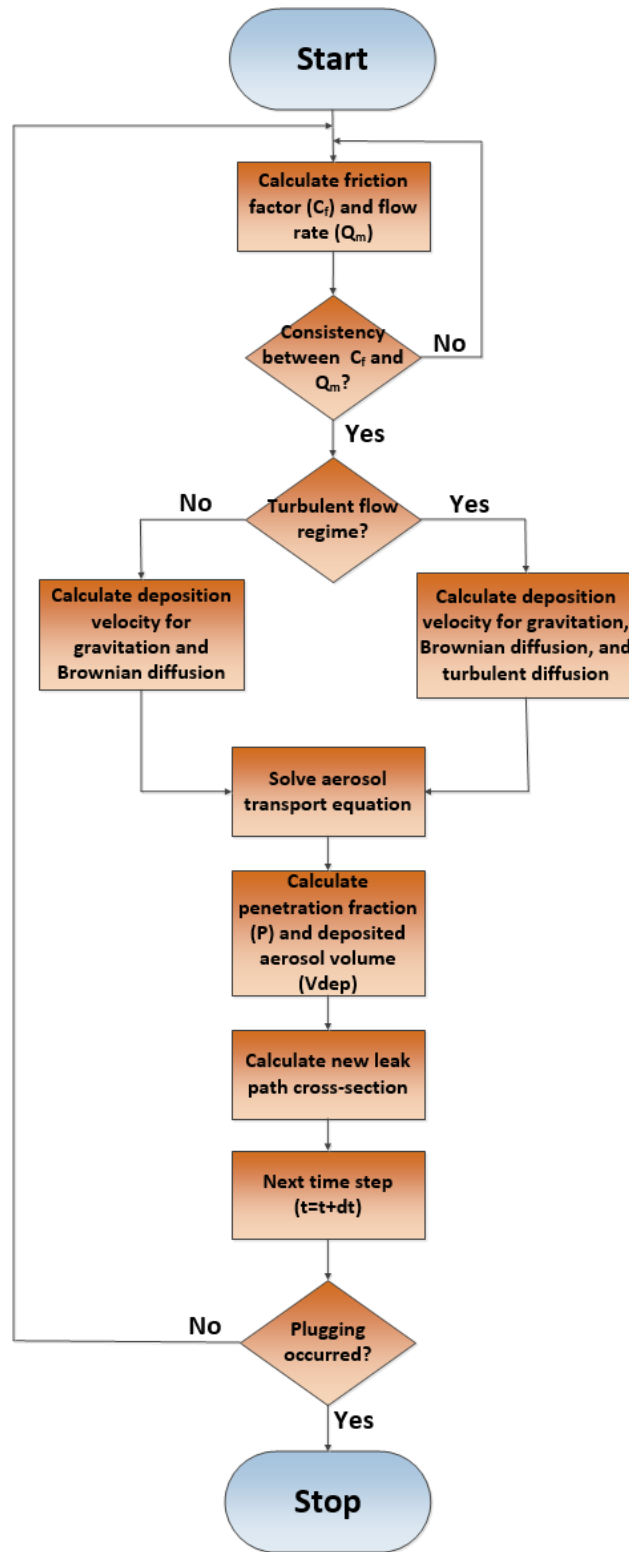 Start
Calculate friction
factor (Cf) and flow
rate (Qm)
Consistency
between Cf and
Qm?
No
Yes
Turbulent flow
regime?
No
Yes
Calculate deposition
velocity for
gravitation and
Brownian diffusion
Calculate deposition
velocity for gravitation,
Brownian diffusion, and
turbulent diffusion
Solve aerosol
transport equation
Calculate
penetration fraction
(P) and deposited
aerosol volume
(Vdep)
Calculate new leak
path cross-section
Next time step
(t=t+dt)
Plugging
occurred?
No
Yes
Stop